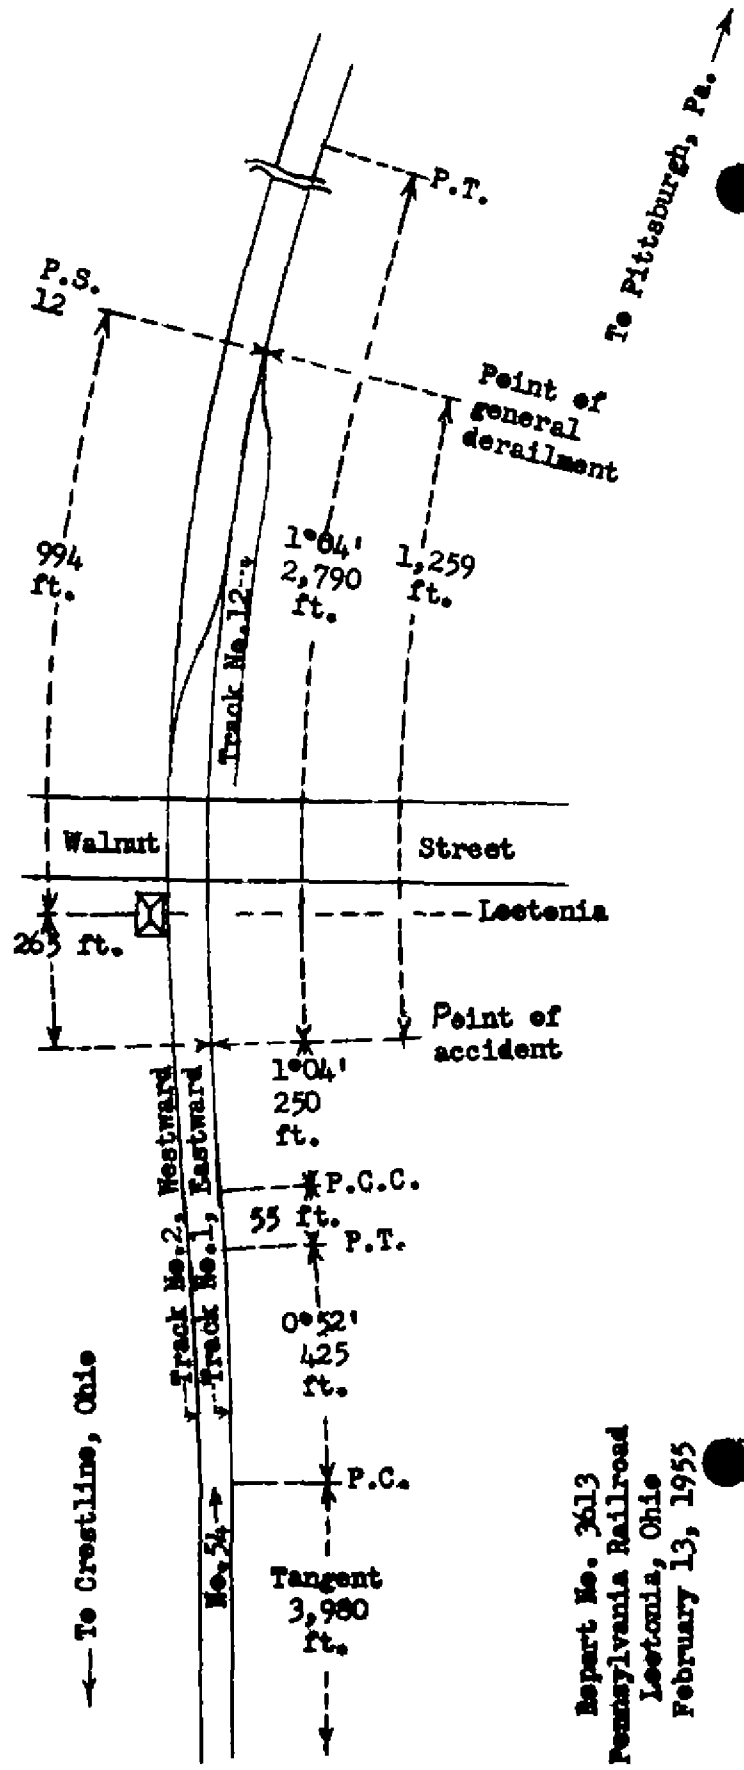 To Pittsburgh, Pa.
P.T.
P.S.
12
Point of
general
derailment
994
ft.
1°04'
2,790
ft.
1,259
ft.
Track No.12
Walnut Street
Leetonia
265 ft.
Point of
accident
1°04'
250
ft.
P.C.C.
55 ft.
P.T.
Track No.2, Westward
Track No.1, Eastward
0°52'
425
ft.
P.C.
No.54
Tangent
3,980
ft.
To Crestline, Ohio
Report No. 3613
Pennsylvania Railroad
Leetonia, Ohio
February 13, 1955